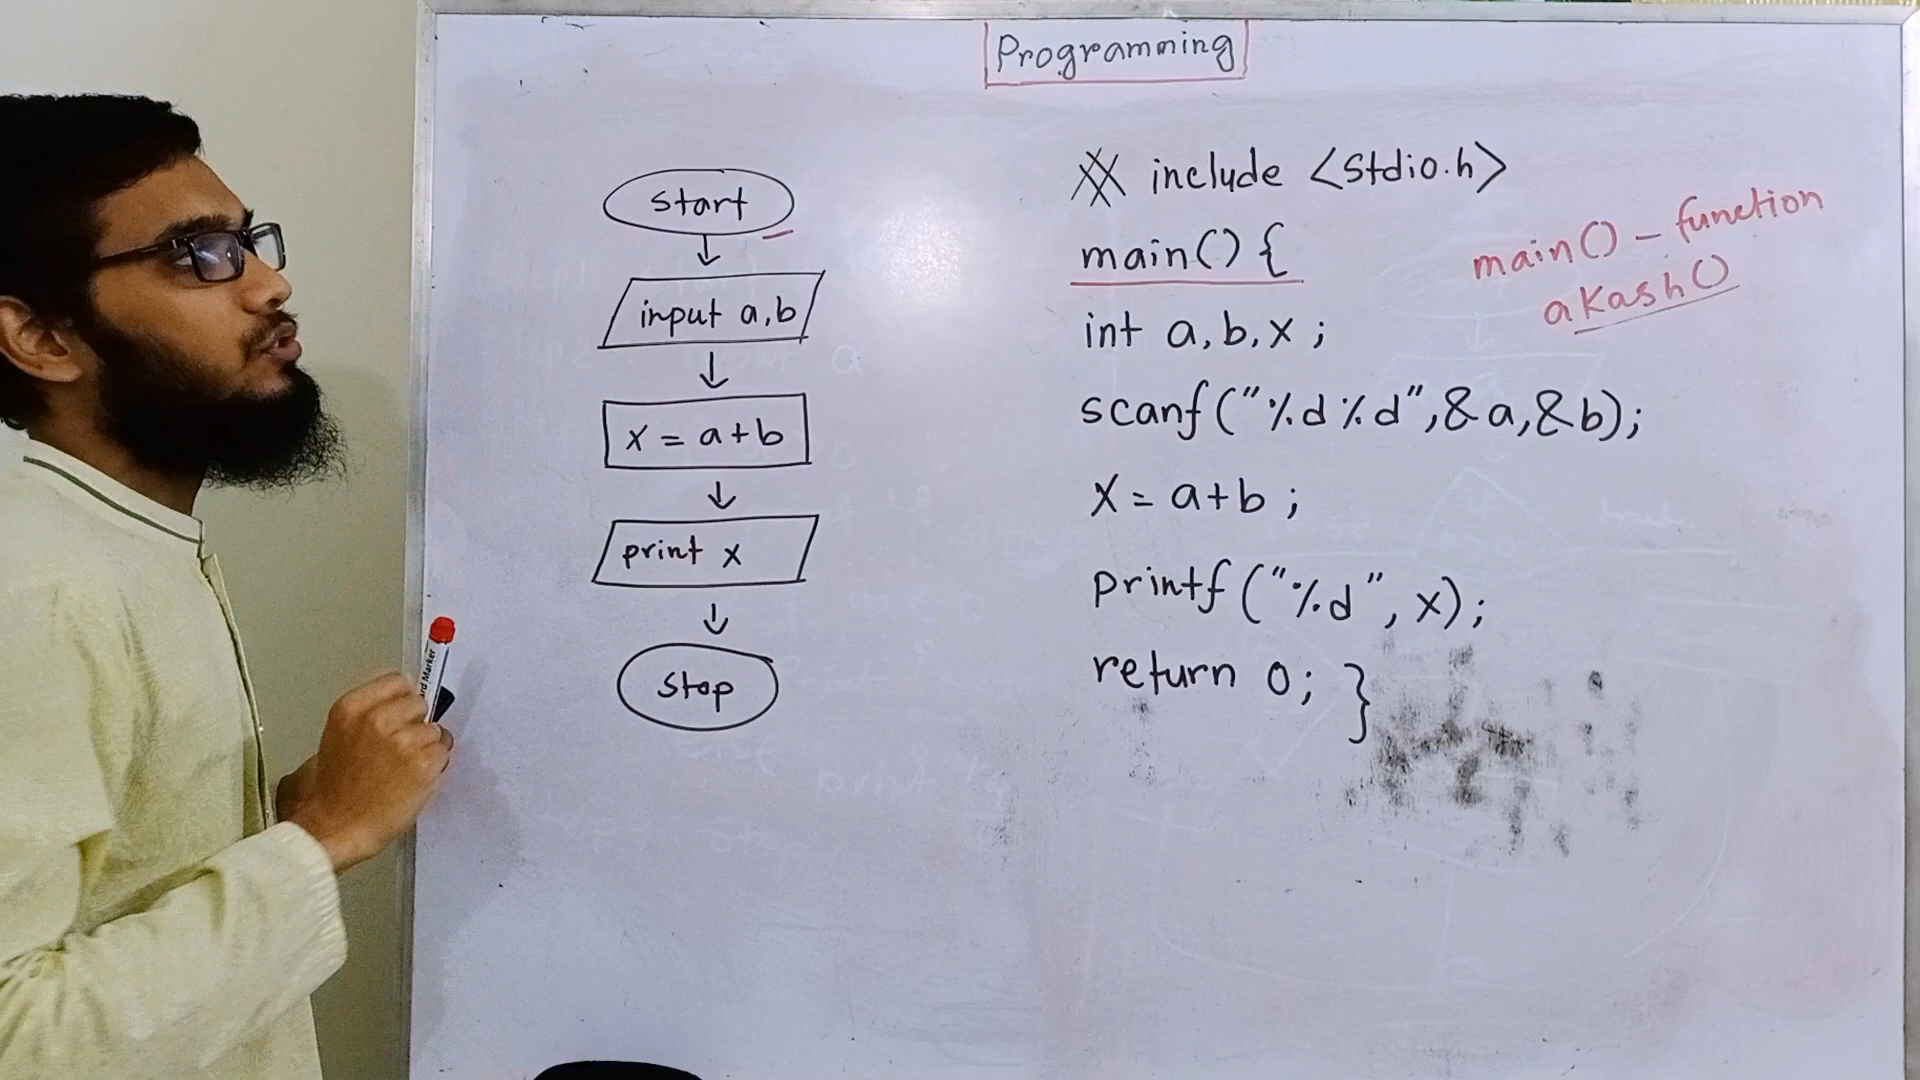 Programming
start
input a,b
x = a+b
print x
stop
# include <stdio.h>
main() {
int a, b, x ;
scanf ("%d %d", &a, &b);
x = a+b ;
printf ("%d", x);
return 0; }
main() - function
akash()